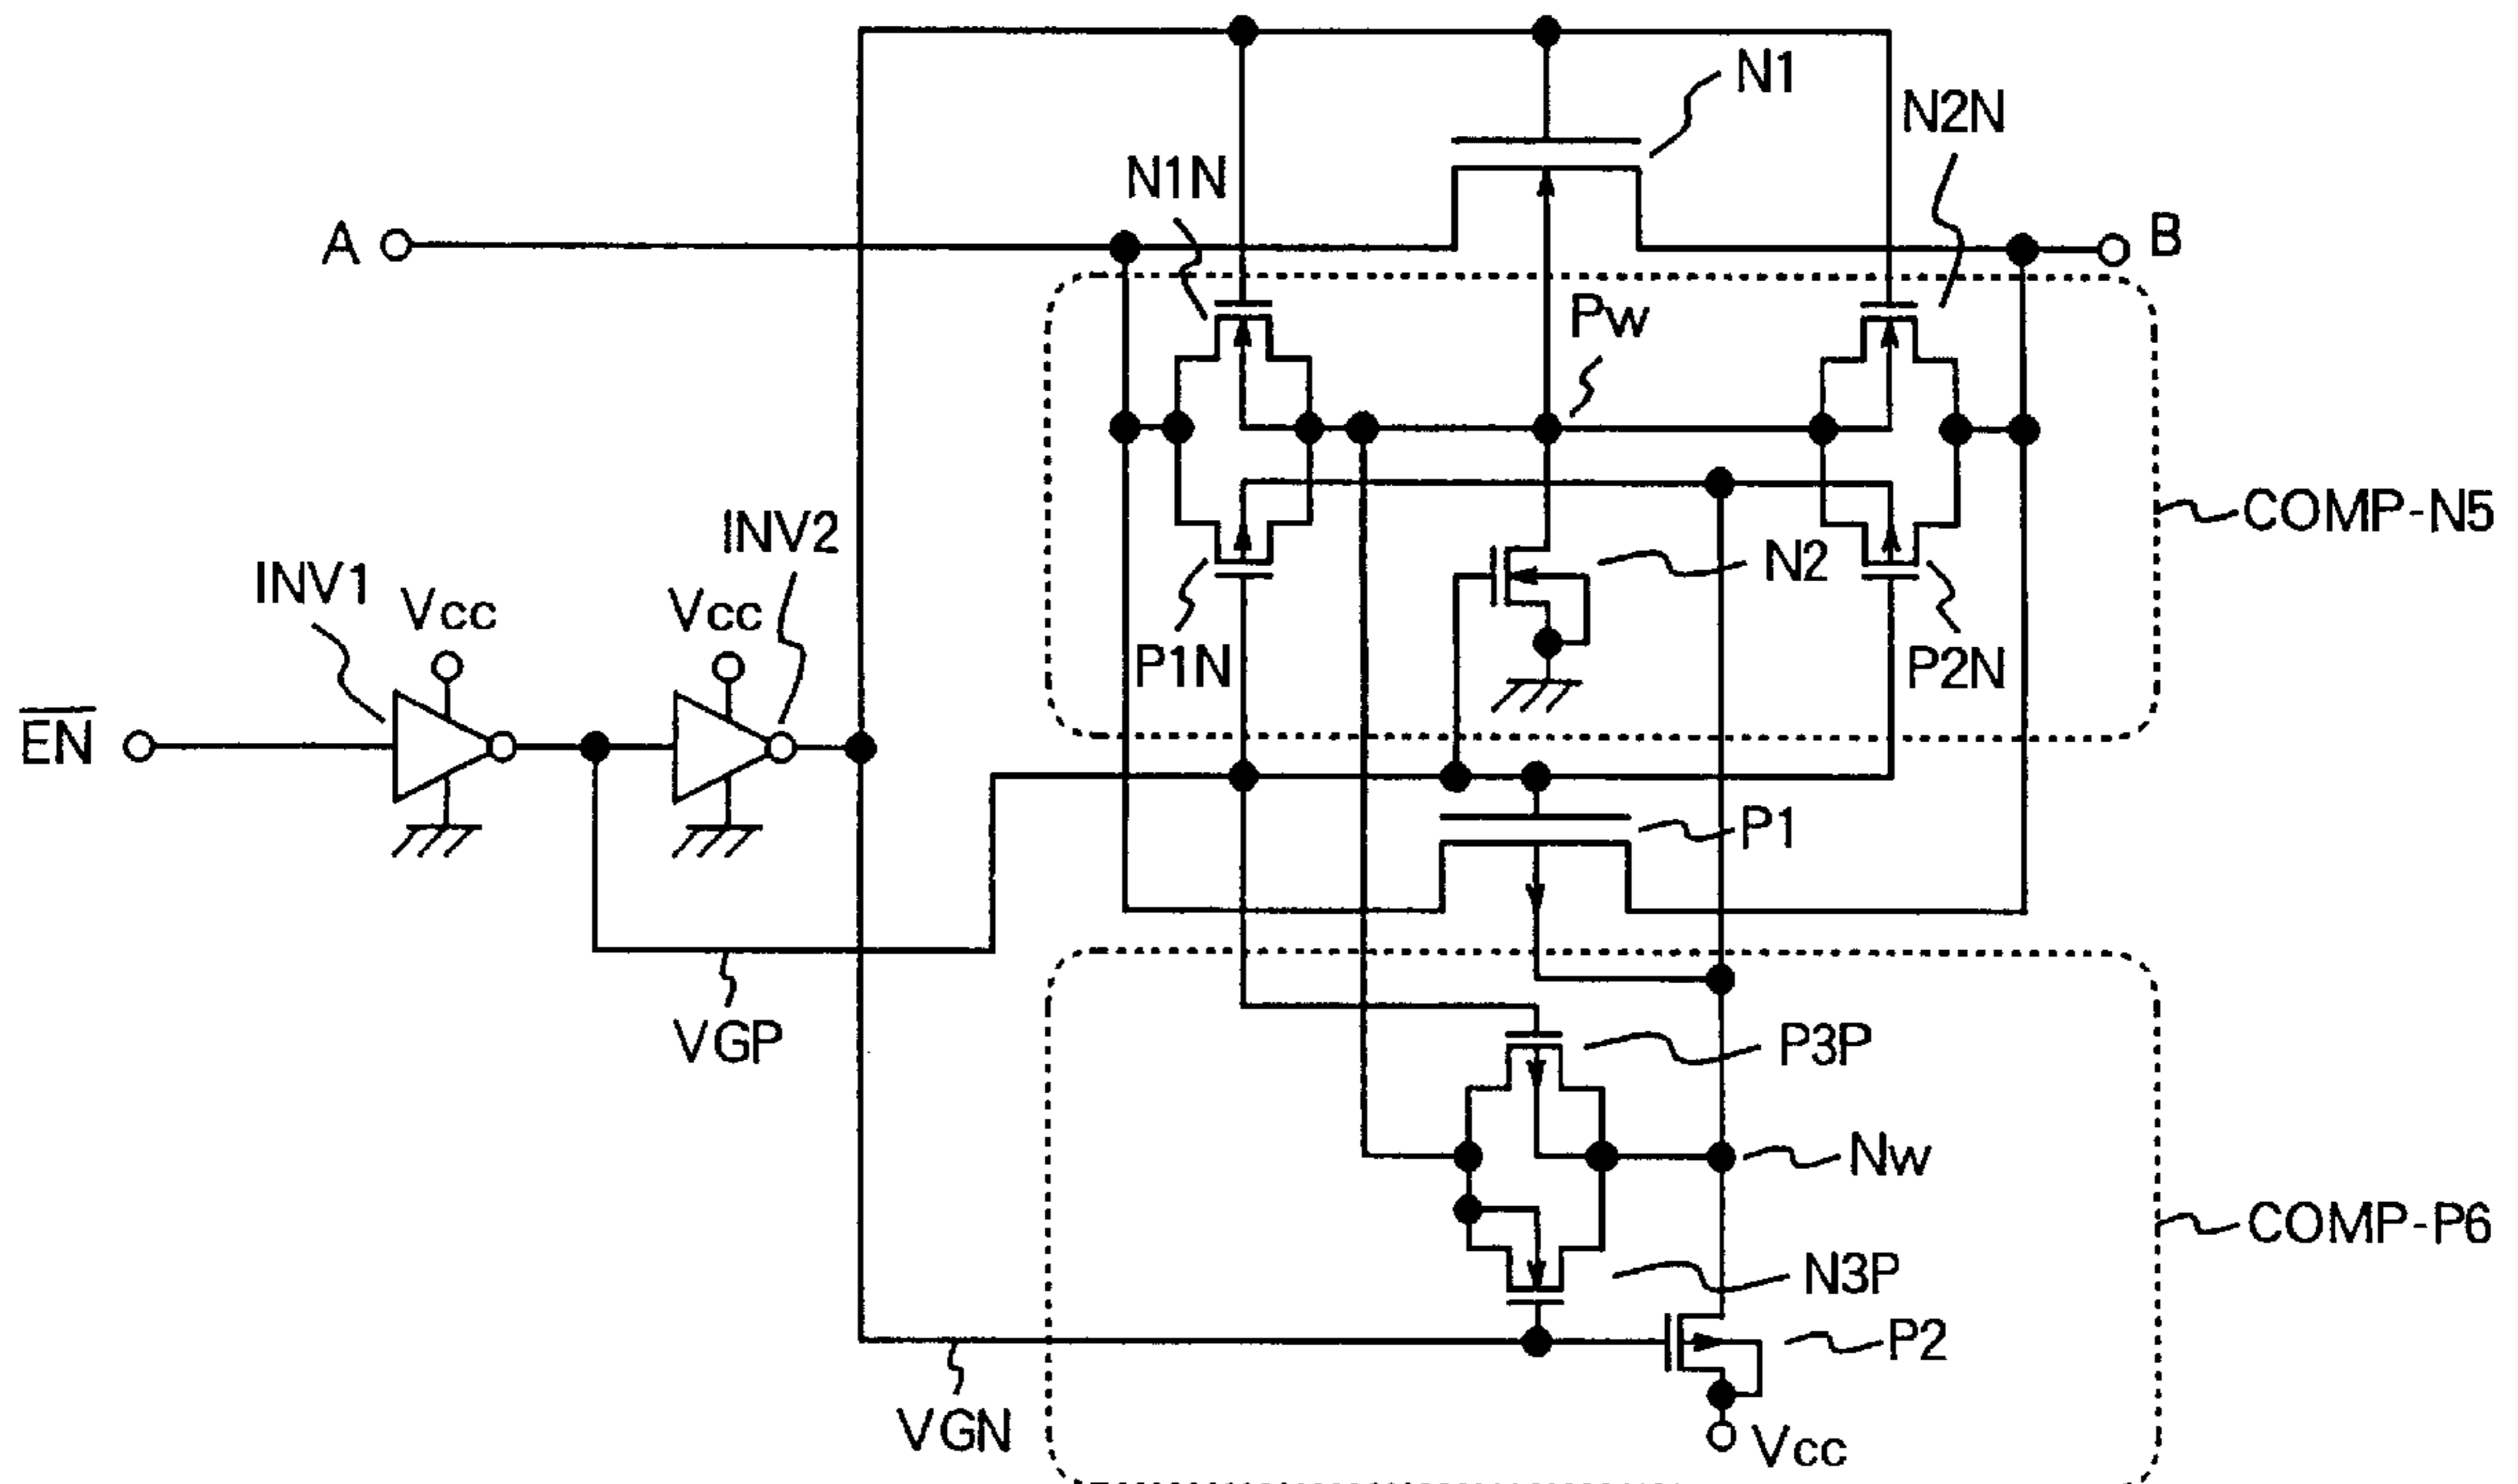 N1
N2N
N1N
A
B
Pw
COMP-N5
INV2
N2
INV1
Vcc
Vcc
P1N
P2N
E̅N̅
P1
VGP
P3P
Nw
COMP-P6
N3P
P2
VGN
Vcc